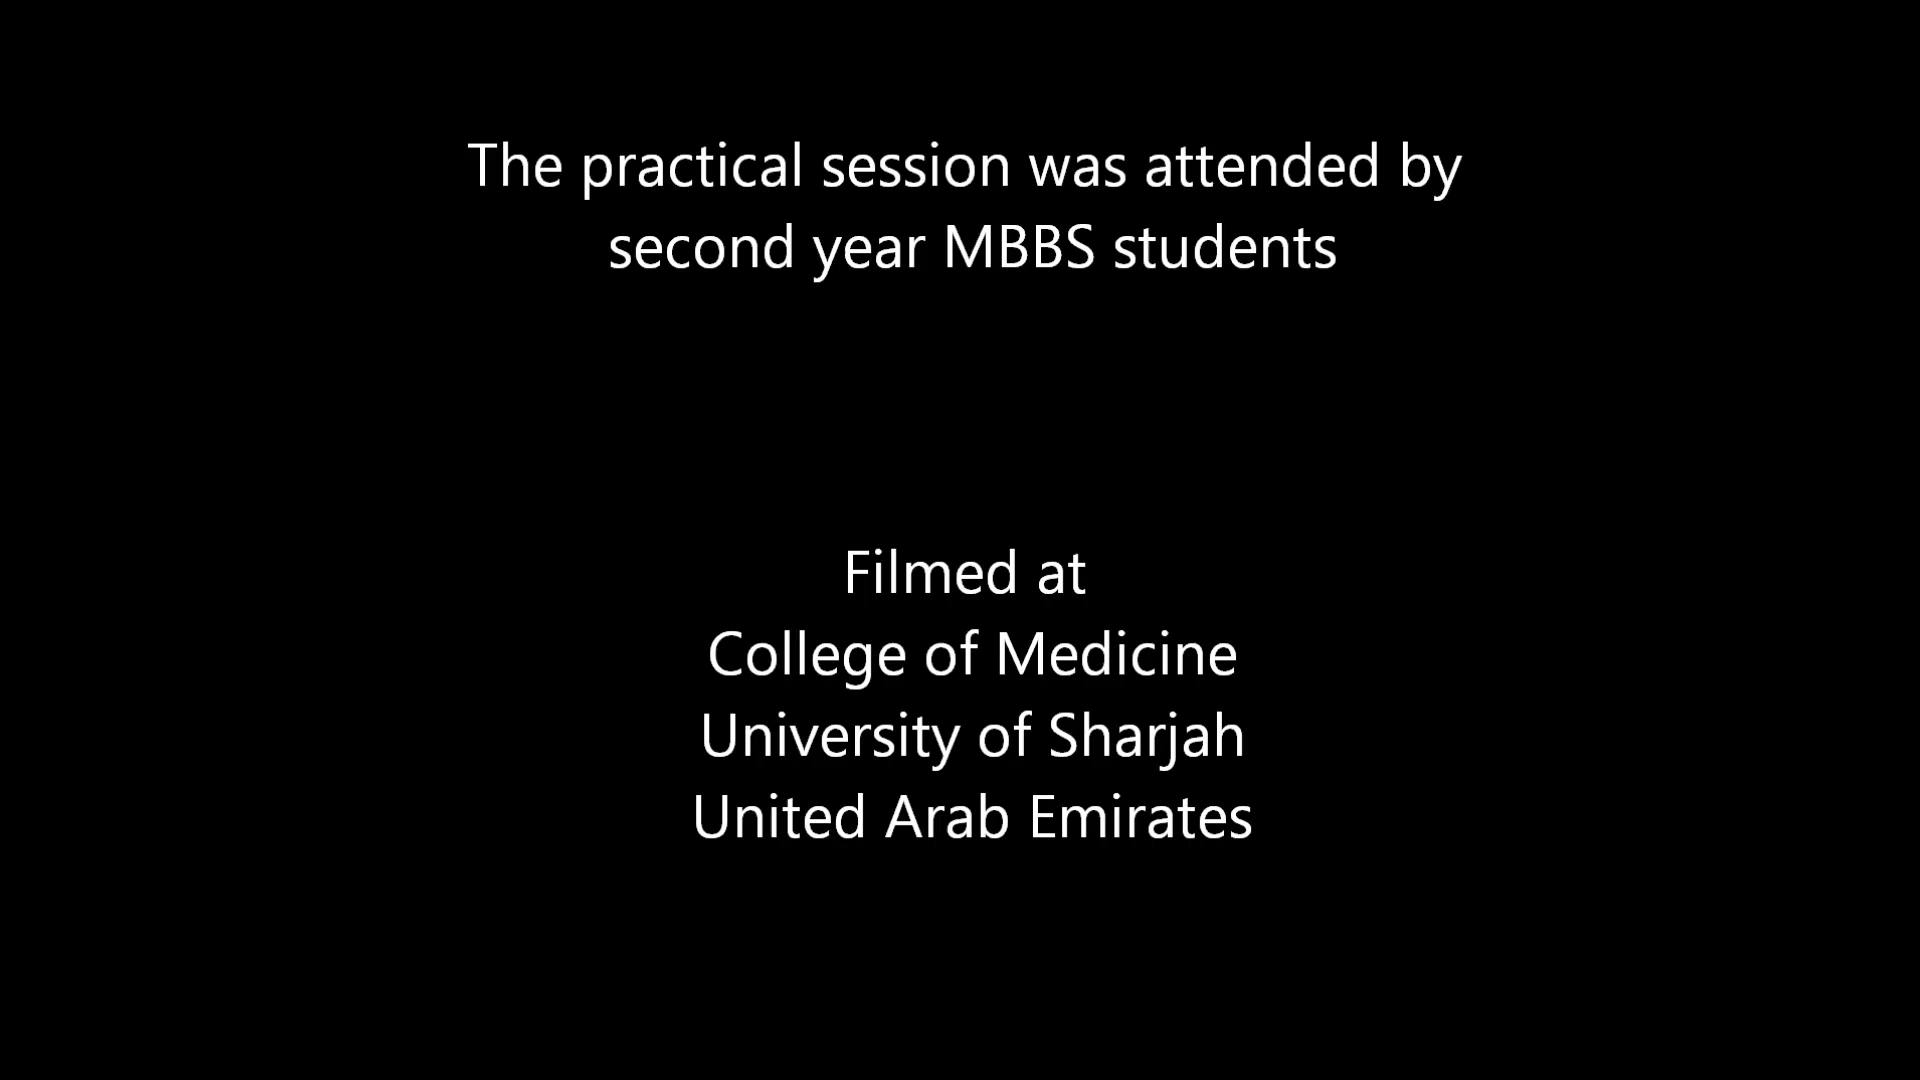 The practical session was attended by
second year MBBS students
Filmed at
College of Medicine
University of Sharjah
United Arab Emirates